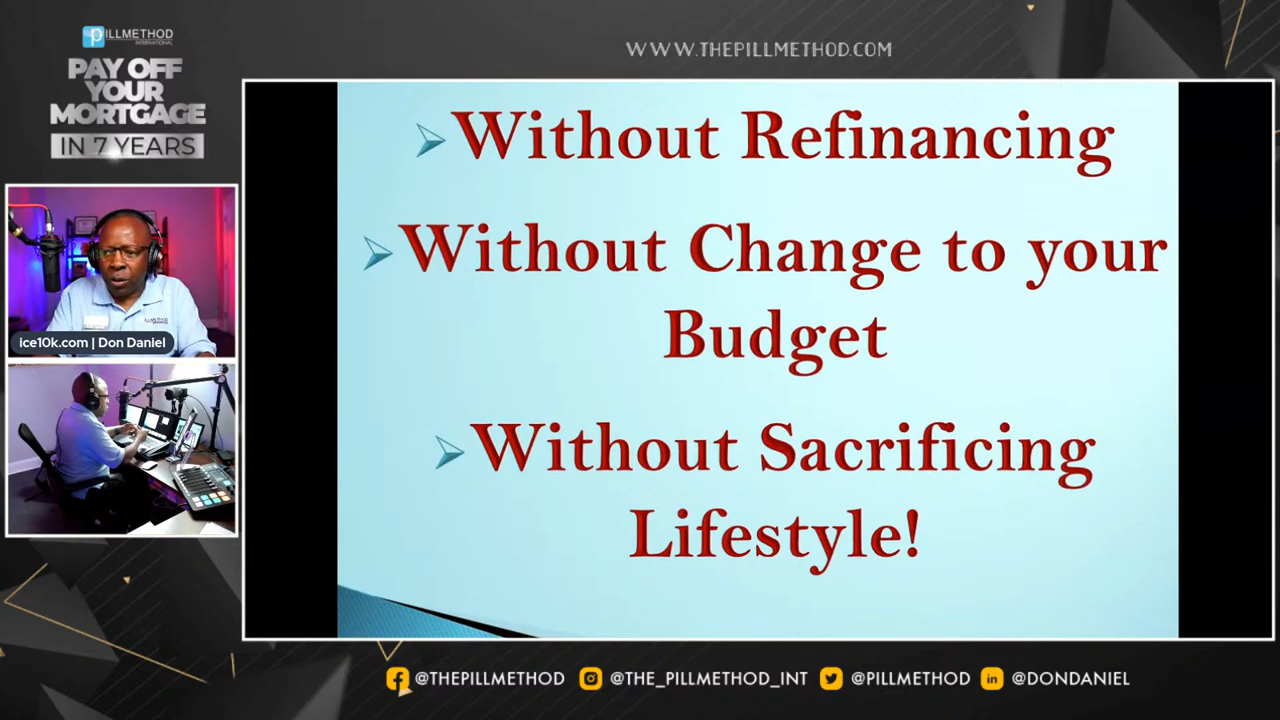 PILLMETHOD
INTERNATIONAL
PAY OFF
YOUR
MORTGAGE
IN 7 YEARS
WWW.THEPILLMETHOD.COM
Without Refinancing
Without Change to your
Budget
Without Sacrificing
Lifestyle!
ice10k.com | Don Daniel
@THEPILLMETHOD
@THE_PILLMETHOD_INT
@PILLMETHOD
@DONDANIEL